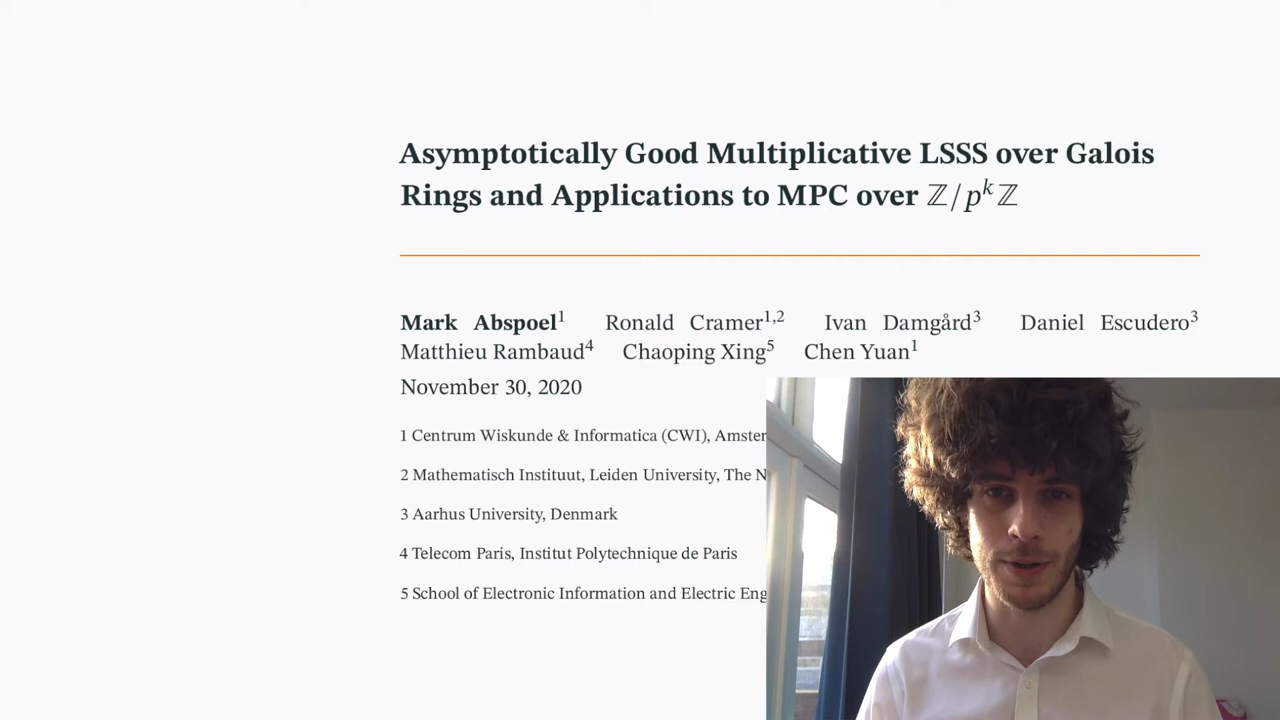 Asymptotically Good Multiplicative LSSS over Galois
Rings and Applications to MPC over ℤ/pᵏℤ
Mark Abspoel¹ Ronald Cramer¹,² Ivan Damgård³ Daniel Escudero³
Matthieu Rambaud⁴ Chaoping Xing⁵ Chen Yuan¹
November 30, 2020
1 Centrum Wiskunde & Informatica (CWI),
2 Mathematisch Instituut, Leiden University, The
3 Aarhus University, Denmark
4 Telecom Paris, Institut Polytechnique de Paris
5 School of Electronic Information and Electric